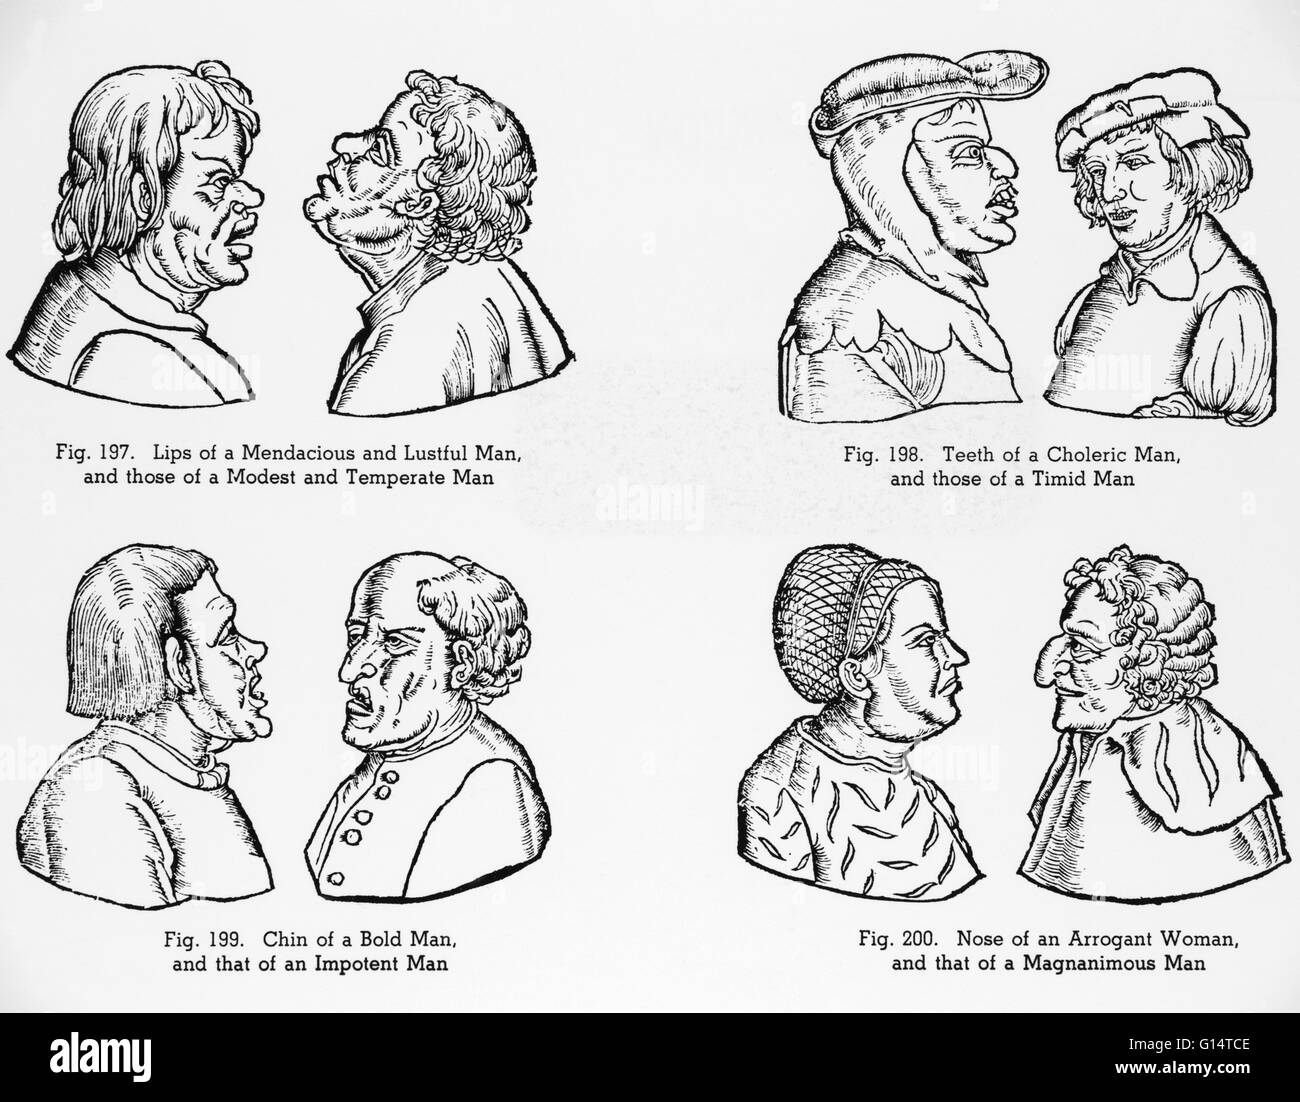 Fig. 197. Lips of a Mendacious and Lustful Man,
and those of a Modest and Temperate Man
Fig. 198. Teeth of a Choleric Man,
and those of a Timid Man
Fig. 199. Chin of a Bold Man,
and that of an Impotent Man
Fig. 200. Nose of an Arrogant Woman,
and that of a Magnanimous Man
alamy
Image ID: G14TCE
www.alamy.com